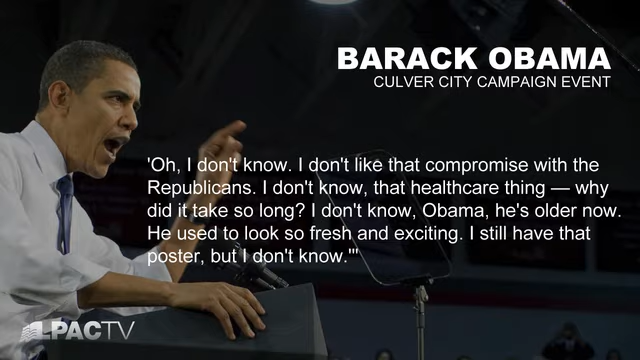 BARACK OBAMA
CULVER CITY CAMPAIGN EVENT
'Oh, I don't know. I don't like that compromise with the
Republicans. I don't know, that healthcare thing — why
did it take so long? I don't know, Obama, he's older now.
He used to look so fresh and exciting. I still have that
poster, but I don't know.'"
LPACTV